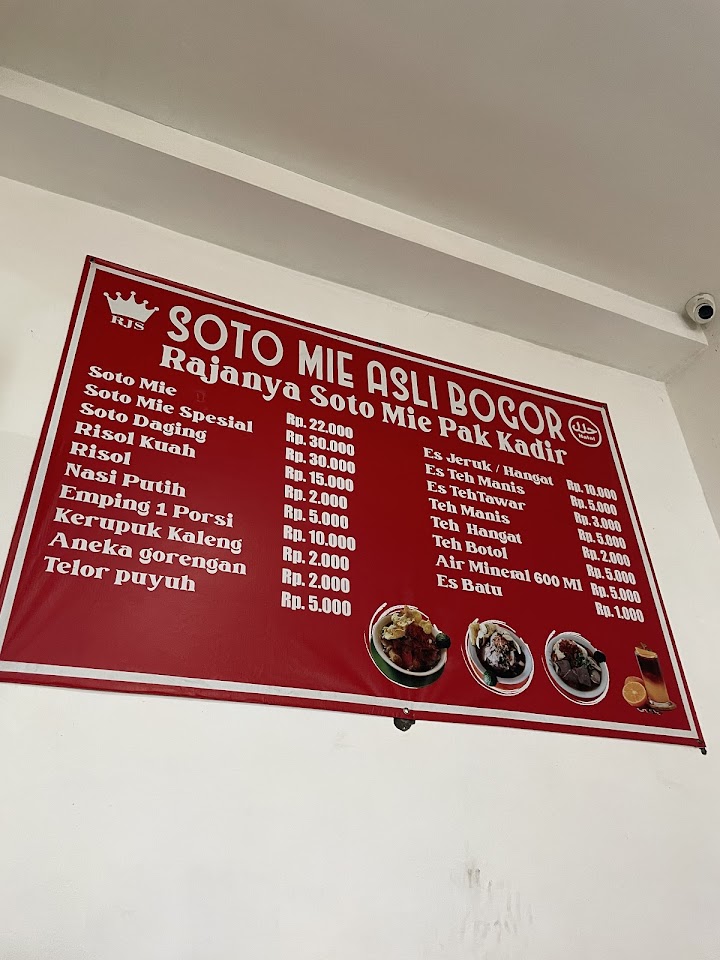 RJS
SOTO MIE ASLI BOGOR
Rajanya Soto Mie Pak Kadir
حلال
Halal
Soto Mie Rp. 22.000
Soto Mie Spesial Rp. 30.000
Soto Daging Rp. 30.000
Risol Kuah Rp. 15.000
Risol Rp. 2.000
Nasi Putih Rp. 5.000
Emping 1 Porsi Rp. 10.000
Kerupuk Kaleng Rp. 2.000
Aneka gorengan Rp. 2.000
Telor puyuh Rp. 5.000
Es Jeruk / Hangat Rp. 10.000
Es Teh Manis Rp. 5.000
Es TehTawar Rp. 3.000
Teh Manis Rp. 5.000
Teh Hangat Rp. 2.000
Teh Botol Rp. 5.000
Air Mineral 600 Ml Rp. 5.000
Es Batu Rp. 1.000